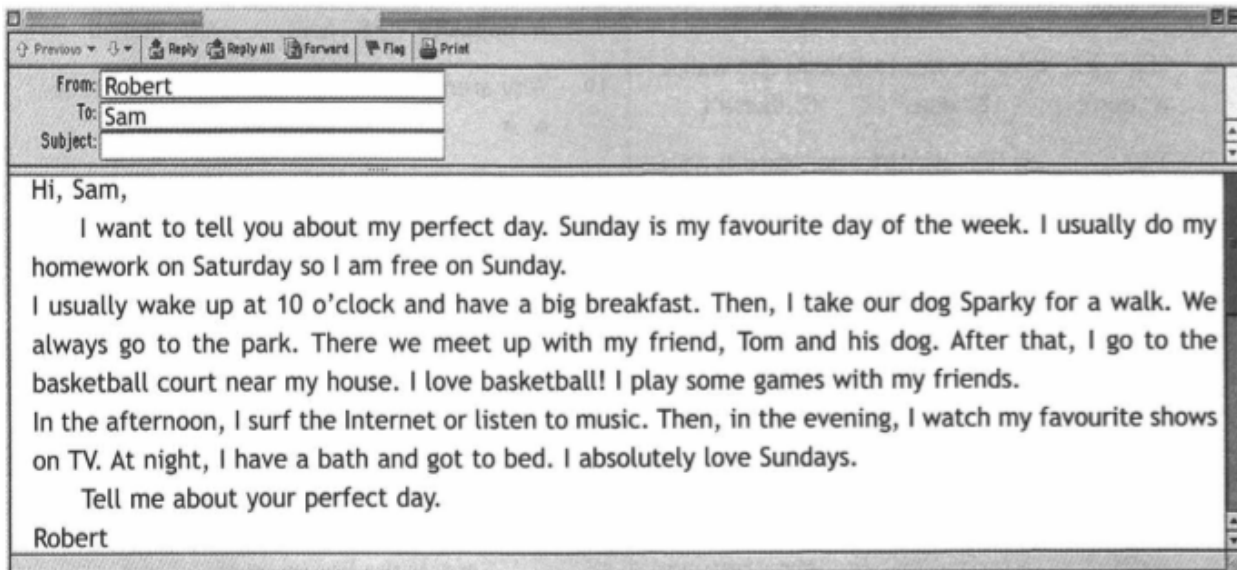 Previous
Reply
Reply All
Forward
Flag
Print
From: Robert
To: Sam
Subject:
Hi, Sam,
I want to tell you about my perfect day. Sunday is my favourite day of the week. I usually do my
homework on Saturday so I am free on Sunday.
I usually wake up at 10 o'clock and have a big breakfast. Then, I take our dog Sparky for a walk. We
always go to the park. There we meet up with my friend, Tom and his dog. After that, I go to the
basketball court near my house. I love basketball! I play some games with my friends.
In the afternoon, I surf the Internet or listen to music. Then, in the evening, I watch my favourite shows
on TV. At night, I have a bath and got to bed. I absolutely love Sundays.
Tell me about your perfect day.
Robert